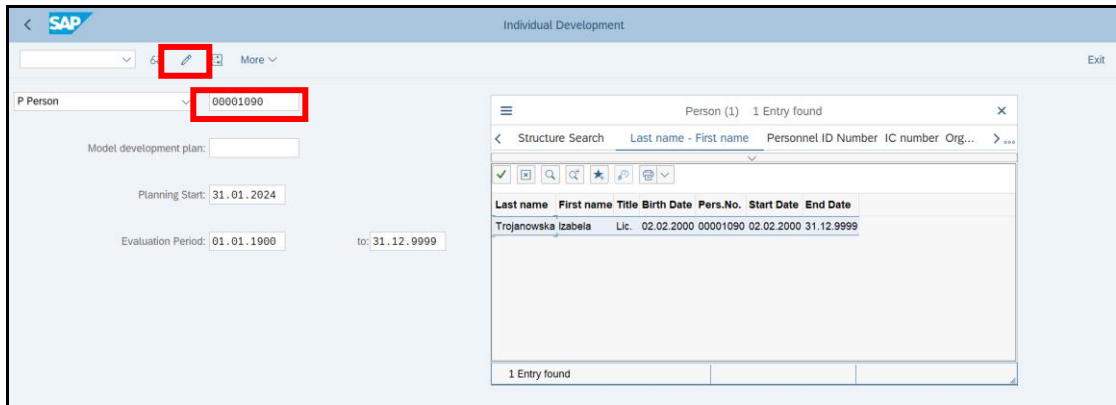 SAP
Individual Development
More
Exit
P Person
00001090
Model development plan:
Planning Start: 31.01.2024
Evaluation Period: 01.01.1900 to: 31.12.9999
Person (1) 1 Entry found
Structure Search Last name - First name Personnel ID Number IC number Org...
Last name First name Title Birth Date Pers.No. Start Date End Date
Trojanowska Izabela Lic. 02.02.2000 00001090 02.02.2000 31.12.9999
1 Entry found